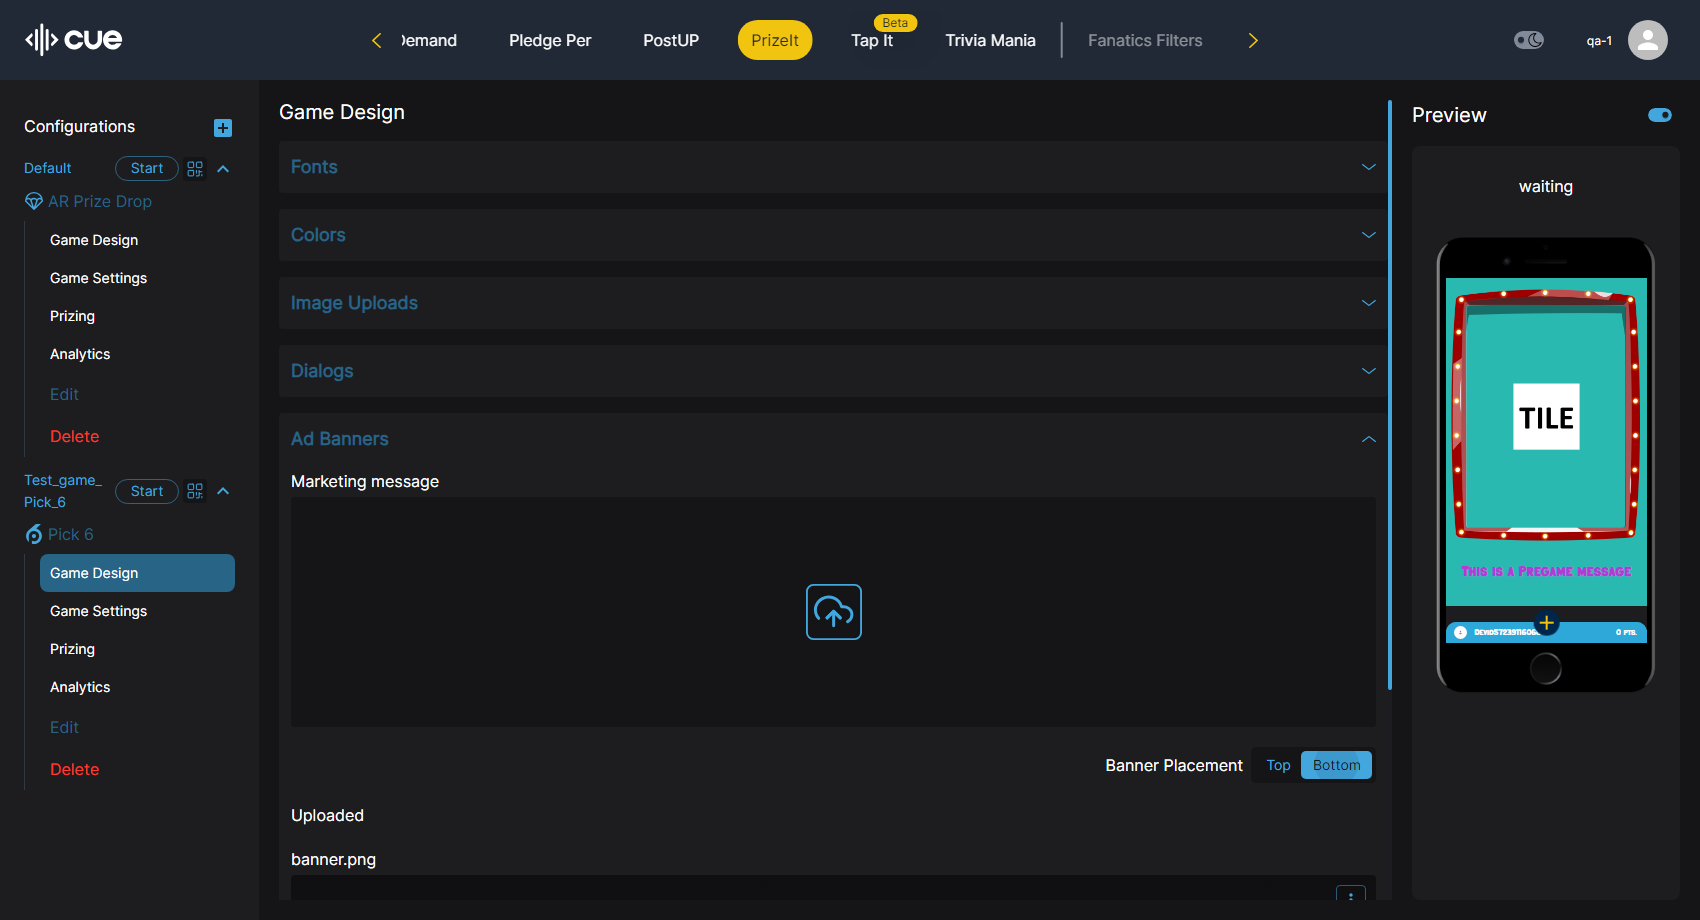 cue
Demand
Pledge Per
PostUP
PrizeIt
Beta
Tap It
Trivia Mania
Fanatics Filters
qa-1
Configurations
Default
Start
AR Prize Drop
Game Design
Game Settings
Prizing
Analytics
Edit
Delete
Test_game_
Pick_6
Start
Pick 6
Game Design
Game Settings
Prizing
Analytics
Edit
Delete
Game Design
Fonts
Colors
Image Uploads
Dialogs
Ad Banners
Marketing message
Banner Placement
Top
Bottom
Uploaded
banner.png
Preview
waiting
TILE
This is a Pregame message
0 pts.